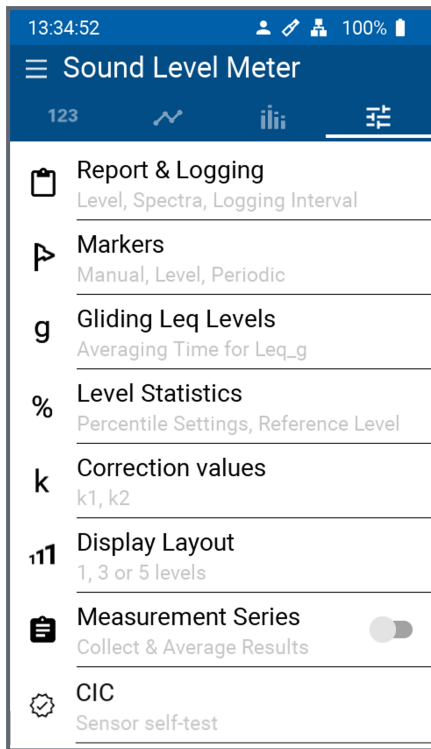 13:34:52 100%
Sound Level Meter
123
Report & Logging
Level, Spectra, Logging Interval
Markers
Manual, Level, Periodic
g Gliding Leq Levels
Averaging Time for Leq_g
% Level Statistics
Percentile Settings, Reference Level
k Correction values
k1, k2
111 Display Layout
1, 3 or 5 levels
Measurement Series
Collect & Average Results
CIC
Sensor self-test